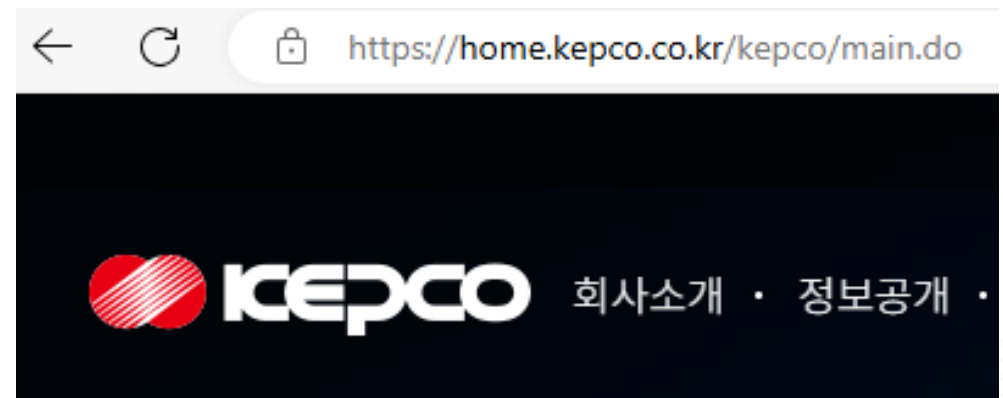 https://home.kepco.co.kr/kepco/main.do
KEPCO 회사소개 · 정보공개 ·